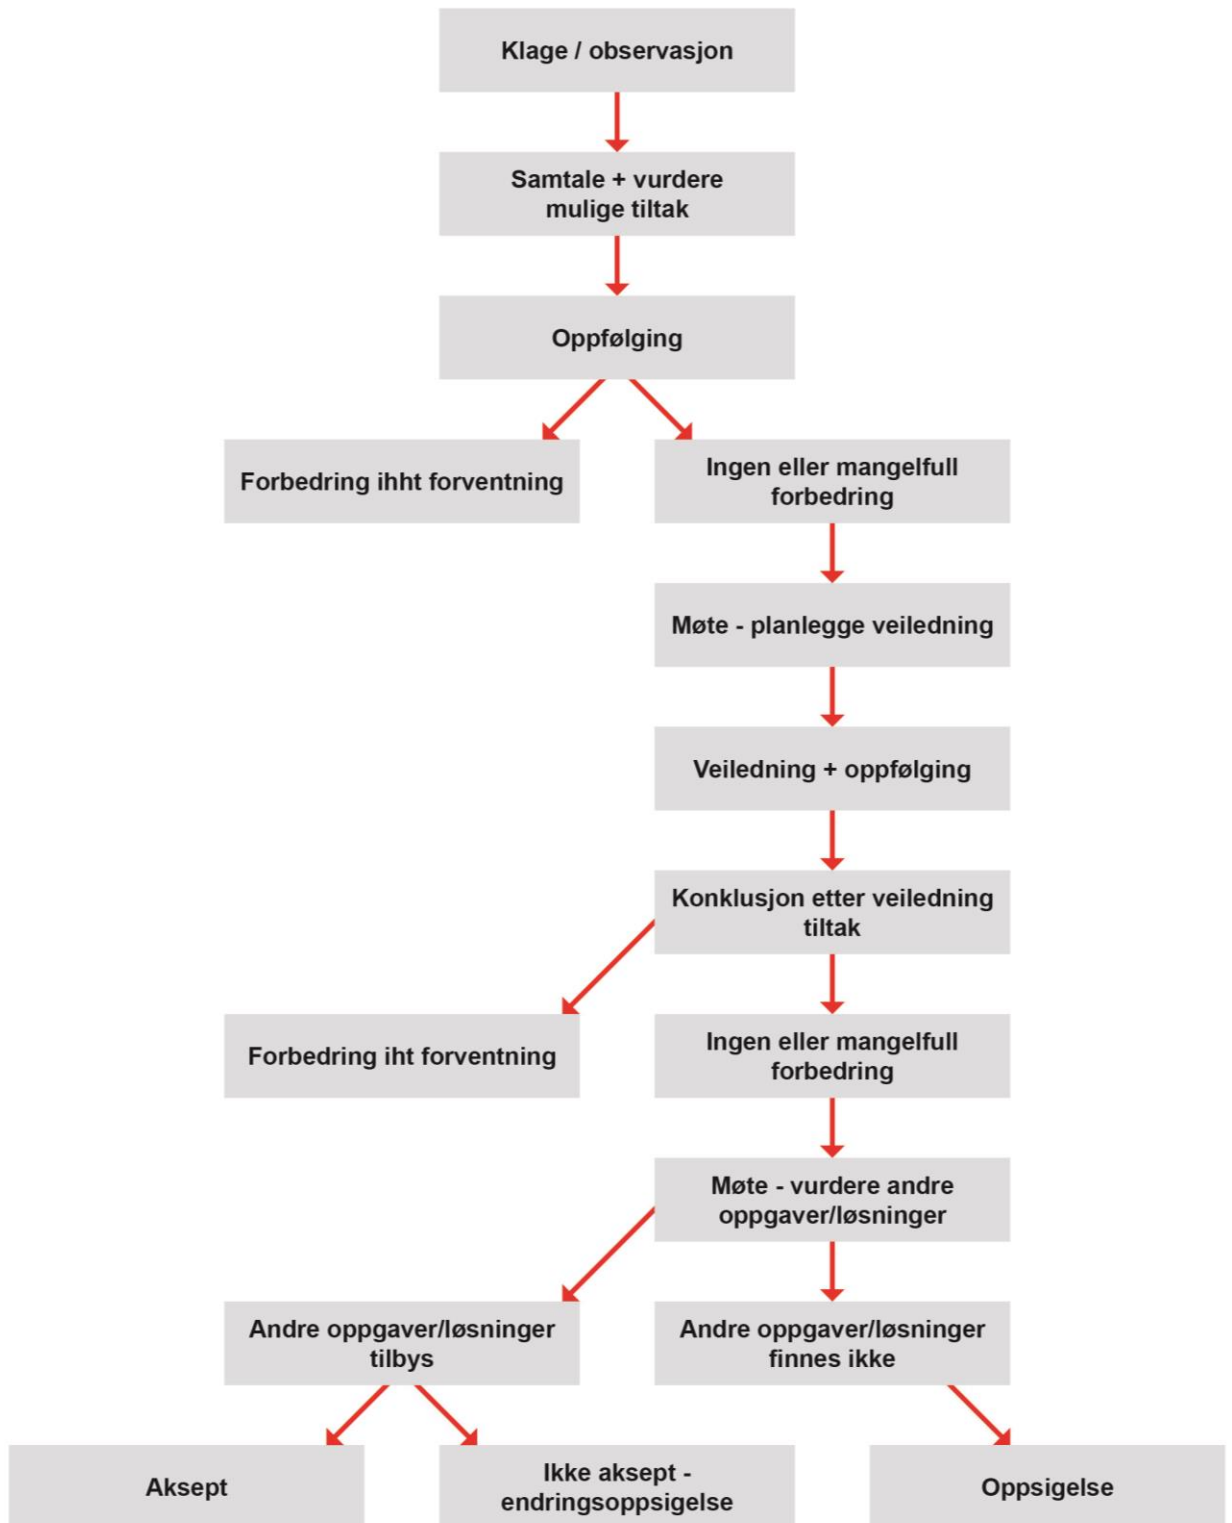 Klage / observasjon
Samtale + vurdere
mulige tiltak
Oppfølging
Forbedring ihht forventning
Ingen eller mangelfull
forbedring
Møte - planlegge veiledning
Veiledning + oppfølging
Konklusjon etter veiledning
tiltak
Forbedring iht forventning
Ingen eller mangelfull
forbedring
Møte - vurdere andre
oppgaver/løsninger
Andre oppgaver/løsninger
tilbys
Andre oppgaver/løsninger
finnes ikke
Aksept
Ikke aksept -
endringsoppsigelse
Oppsigelse